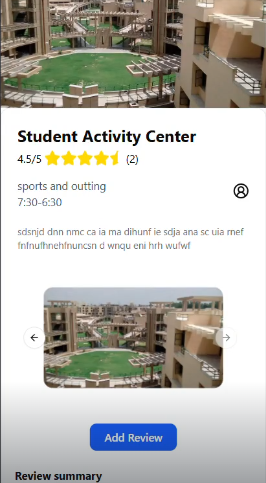 Student Activity Center
4.5/5 (2)
sports and outting
7:30-6:30
sdsnjd dnn nmc ca ia ma dihunf ie sdja ana sc uia mef
fnfnufhnehfnuncsn d wnqu eni hrh wufwf
Add Review
Review summary